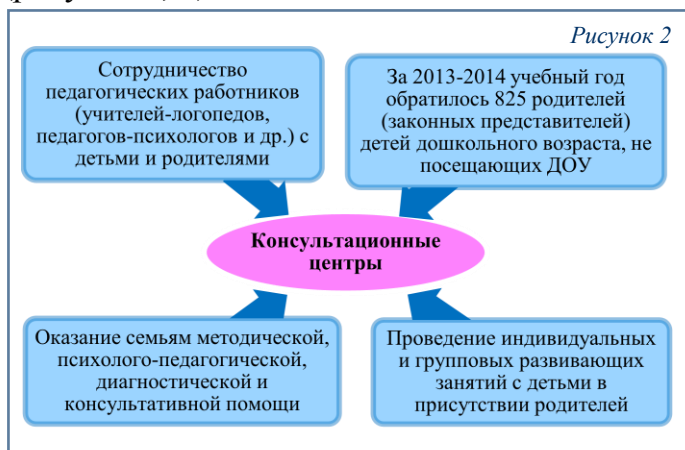 Рисунок 2
Сотрудничество
педагогических работников
(учителей-логопедов,
педагогов-психологов и др.) с
детьми и родителями
За 2013-2014 учебный год
обратилось 825 родителей
(законных представителей)
детей дошкольного возраста, не
посещающих ДОУ
Консультационные
центры
Оказание семьям методической,
психолого-педагогической,
диагностической и
консультативной помощи
Проведение индивидуальных
и групповых развивающих
занятий с детьми в
присутствии родителей